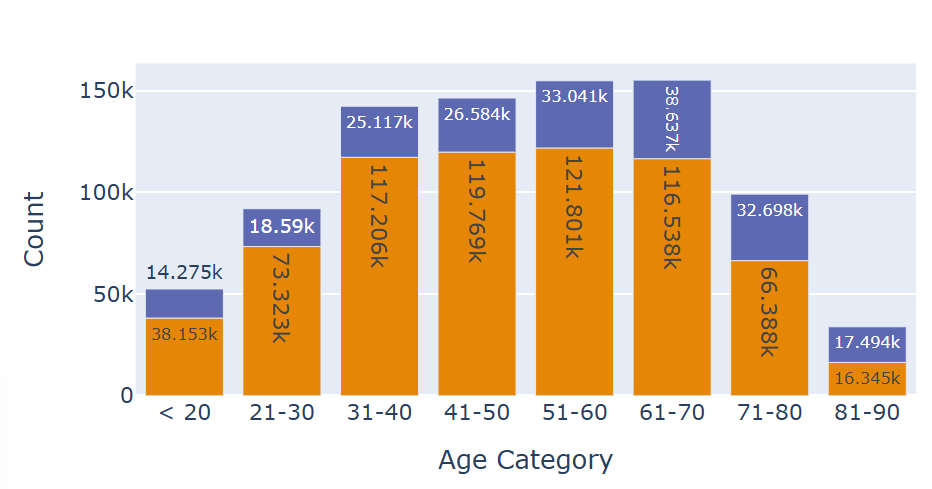 150k
100k
50k
0
Count
14.275k
38.153k
18.59k
73.323k
25.117k
117.206k
26.584k
119.769k
33.041k
121.801k
38.637k
116.538k
32.698k
66.388k
17.494k
16.345k
< 20 21-30 31-40 41-50 51-60 61-70 71-80 81-90
Age Category